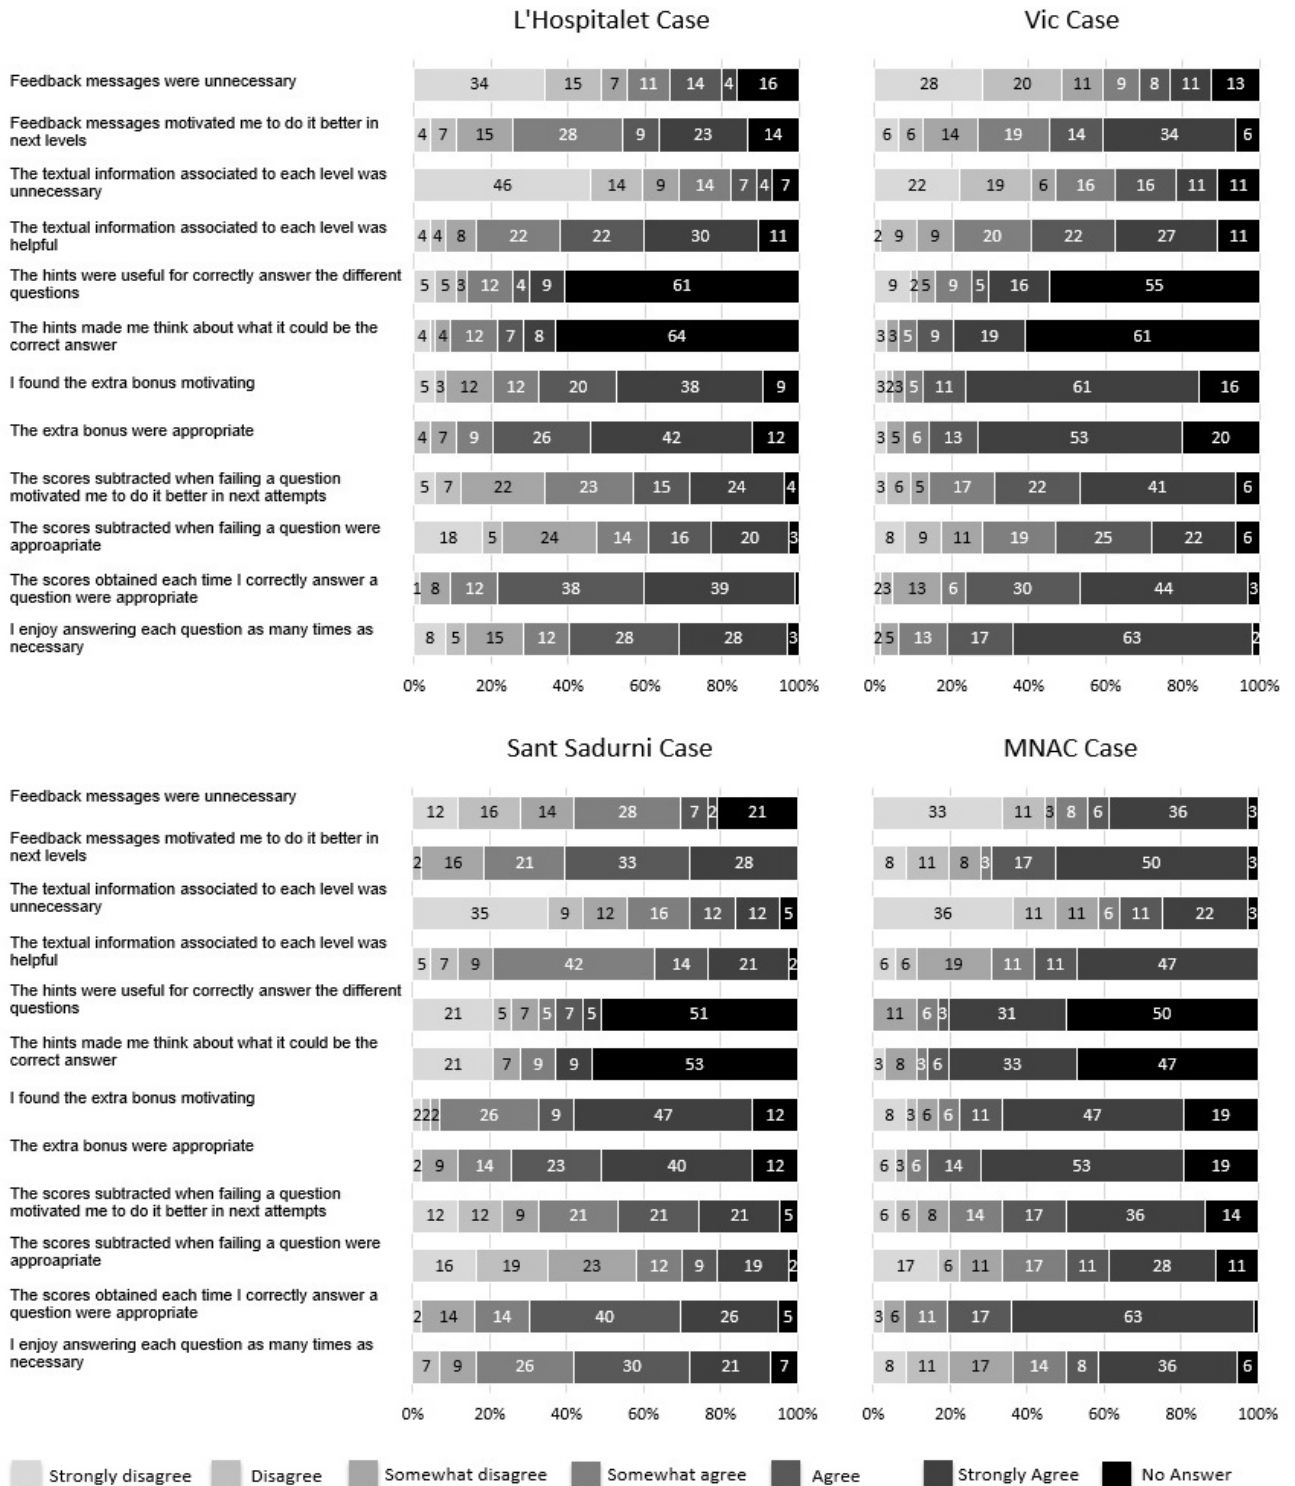 L'Hospitalet Case
Vic Case
Feedback messages were unnecessary
34 15 7 11 14 4 16
28 20 11 9 8 11 13
Feedback messages motivated me to do it better in
next levels
4 7 15 28 9 23 14
6 6 14 19 14 34 6
The textual information associated to each level was
unnecessary
46 14 9 14 7 4 7
22 19 6 16 16 11 11
The textual information associated to each level was
helpful
4 4 8 22 22 30 11
2 9 9 20 22 27 11
The hints were useful for correctly answer the different
questions
5 5 3 12 4 9 61
9 2 5 9 5 16 55
The hints made me think about what it could be the
correct answer
4 4 12 7 8 64
3 3 5 9 19 61
I found the extra bonus motivating
5 3 12 12 20 38 9
3 2 3 5 11 61 16
The extra bonus were appropriate
4 7 9 26 42 12
3 5 6 13 53 20
The scores subtracted when failing a question
motivated me to do it better in next attempts
5 7 22 23 15 24 4
3 6 5 17 22 41 6
The scores subtracted when failing a question were
approapriate
18 5 24 14 16 20 3
8 9 11 19 25 22 6
The scores obtained each time I correctly answer a
question were appropriate
1 8 12 38 39
2 3 13 6 30 44 3
I enjoy answering each question as many times as
necessary
8 5 15 12 28 28 3
2 5 13 17 63 2
0% 20% 40% 60% 80% 100%
0% 20% 40% 60% 80% 100%
Sant Sadurni Case
MNAC Case
Feedback messages were unnecessary
12 16 14 28 7 2 21
33 11 3 8 6 36 3
Feedback messages motivated me to do it better in
next levels
2 16 21 33 28
8 11 8 3 17 50 3
The textual information associated to each level was
unnecessary
35 9 12 16 12 12 5
36 11 11 6 11 22 3
The textual information associated to each level was
helpful
5 7 9 42 14 21 2
6 6 19 11 11 47
The hints were useful for correctly answer the different
questions
21 5 7 5 7 5 51
11 6 3 31 50
The hints made me think about what it could be the
correct answer
21 7 9 9 53
3 8 3 6 33 47
I found the extra bonus motivating
2 2 2 26 9 47 12
8 3 6 6 11 47 19
The extra bonus were appropriate
2 9 14 23 40 12
6 3 6 14 53 19
The scores subtracted when failing a question
motivated me to do it better in next attempts
12 12 9 21 21 21 5
6 6 8 14 17 36 14
The scores subtracted when failing a question were
approapriate
16 19 23 12 9 19 2
17 6 11 17 11 28 11
The scores obtained each time I correctly answer a
question were appropriate
2 14 14 40 26 5
3 6 11 17 63
I enjoy answering each question as many times as
necessary
7 9 26 30 21 7
8 11 17 14 8 36 6
0% 20% 40% 60% 80% 100%
0% 20% 40% 60% 80% 100%
Strongly disagree Disagree Somewhat disagree Somewhat agree Agree Strongly Agree No Answer